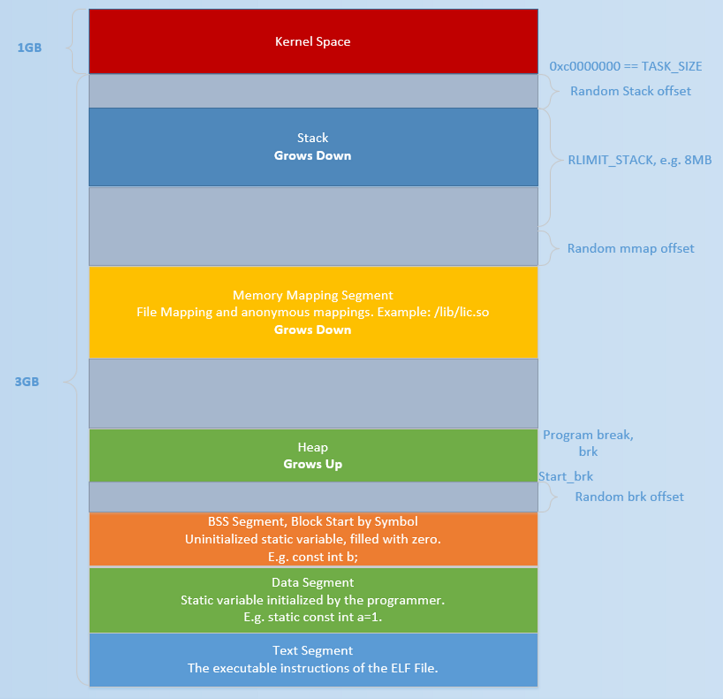 1GB
Kernel Space
0xc0000000 == TASK_SIZE
Random Stack offset
Stack
Grows Down
RLIMIT_STACK, e.g. 8MB
Random mmap offset
Memory Mapping Segment
File Mapping and anonymous mappings. Example: /lib/lic.so
Grows Down
3GB
Program break,
brk
Heap
Grows Up
Start_brk
Random brk offset
BSS Segment, Block Start by Symbol
Uninitialized static variable, filled with zero.
E.g. const int b;
Data Segment
Static variable initialized by the programmer.
E.g. static const int a=1.
Text Segment
The executable instructions of the ELF File.